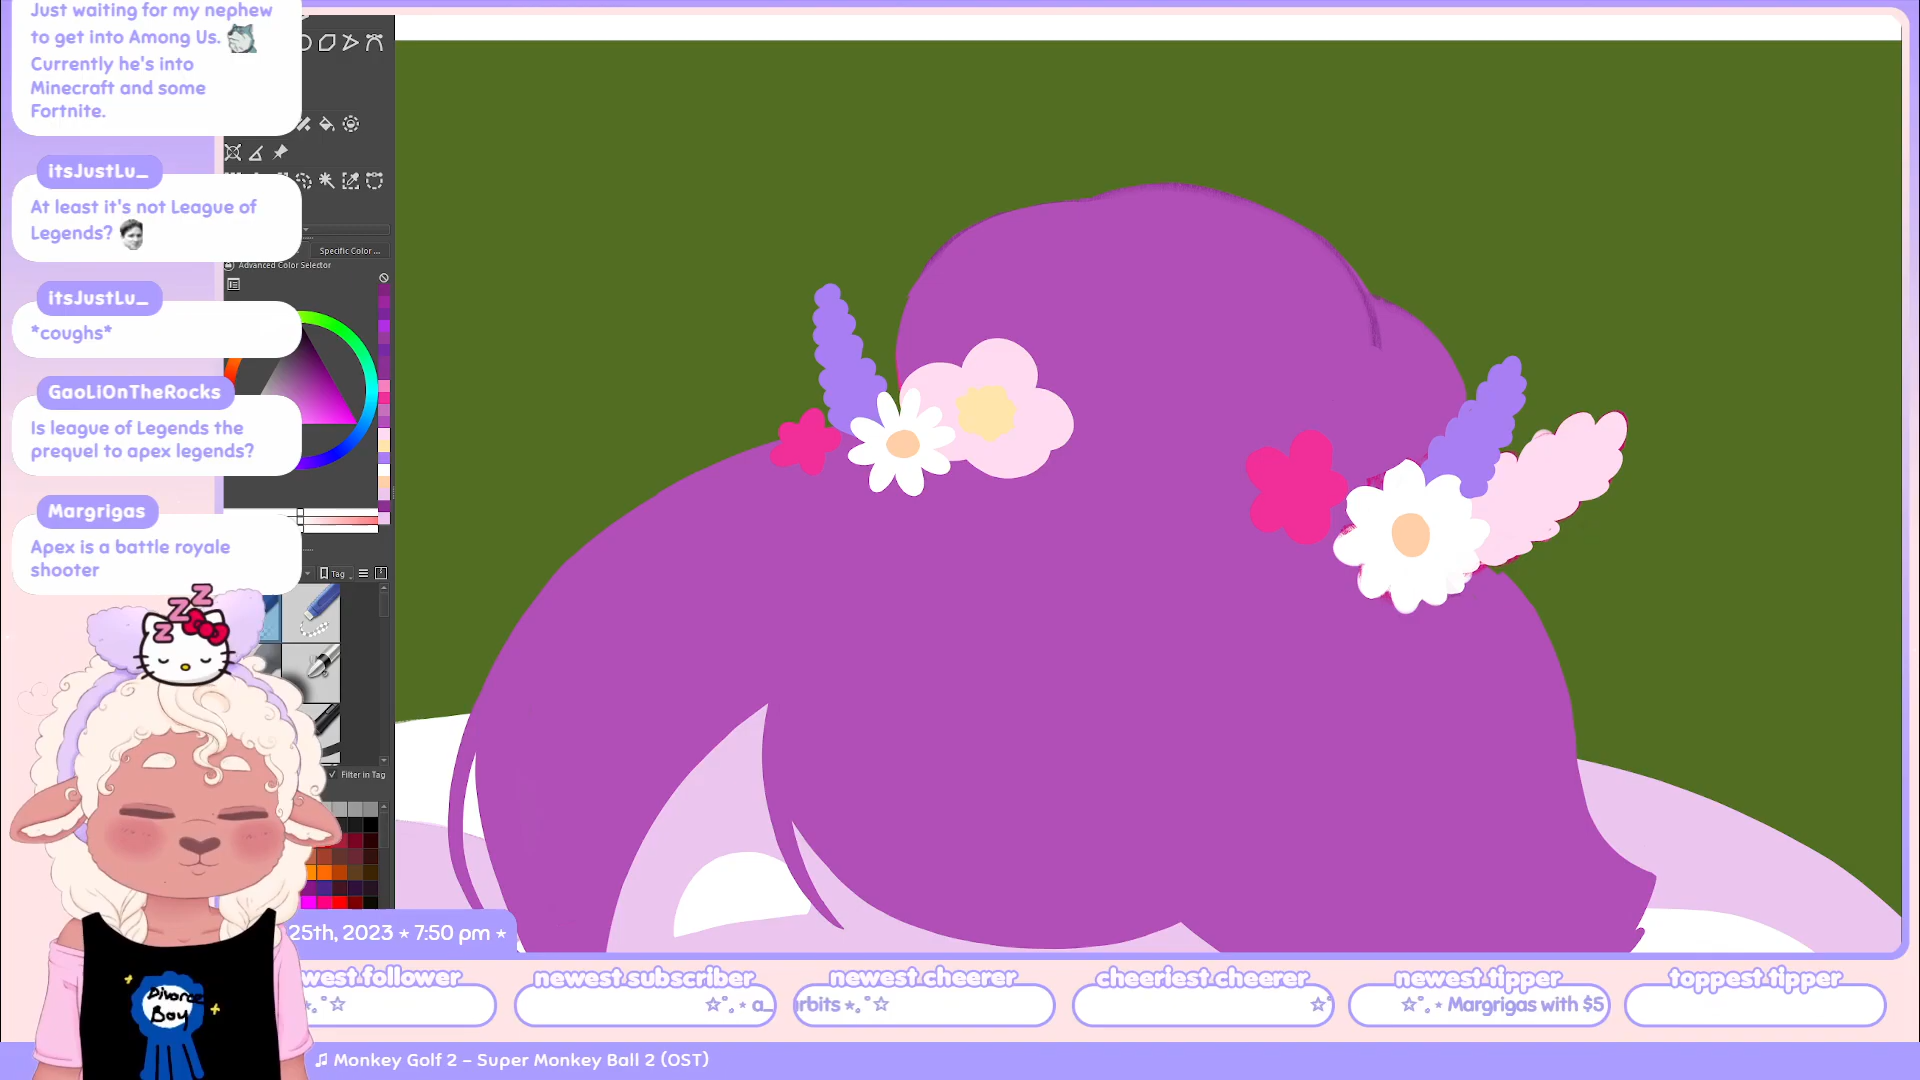 Just waiting for my nephew
to get into Among Us.
Currently he's into
Minecraft and some
Fortnite.
itsJustLu_
At least it's not League of
Legends?
itsJustLu_
*coughs*
GaoLiOnTheRocks
Is league of Legends the
prequel to apex legends?
Margrigas
Apex is a battle royale
shooter
Specific Color ...
Advanced Color Selector
Tag
Filter in Tag
z z z
Divorce
Boy
25th, 2023 ⋆ 7:50 pm ⋆
west follower
newest subscriber
newest cheerer
cheeriest cheerer
newest tipper
toppest tipper
⋆.˚☆
☆˚.⋆ a_
rbits ⋆.˚☆
☆˚
☆˚.⋆ Margrigas with $5
♫ Monkey Golf 2 - Super Monkey Ball 2 (OST)